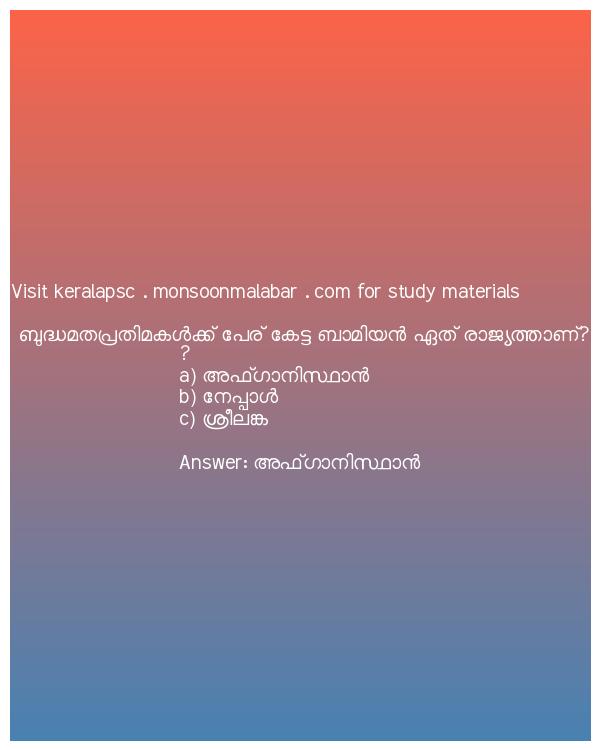 Visit keralapsc . monsoonmalabar . com for study materials
ബുദ്ധമതപ്രതിമകൾക്ക് പേര് കേട്ട ബാമിയൻ ഏത് രാജ്യത്താണ്?
?
a) അഫ്ഗാനിസ്ഥാൻ
b) നേപ്പാൾ
c) ശ്രീലങ്ക
Answer: അഫ്ഗാനിസ്ഥാൻ